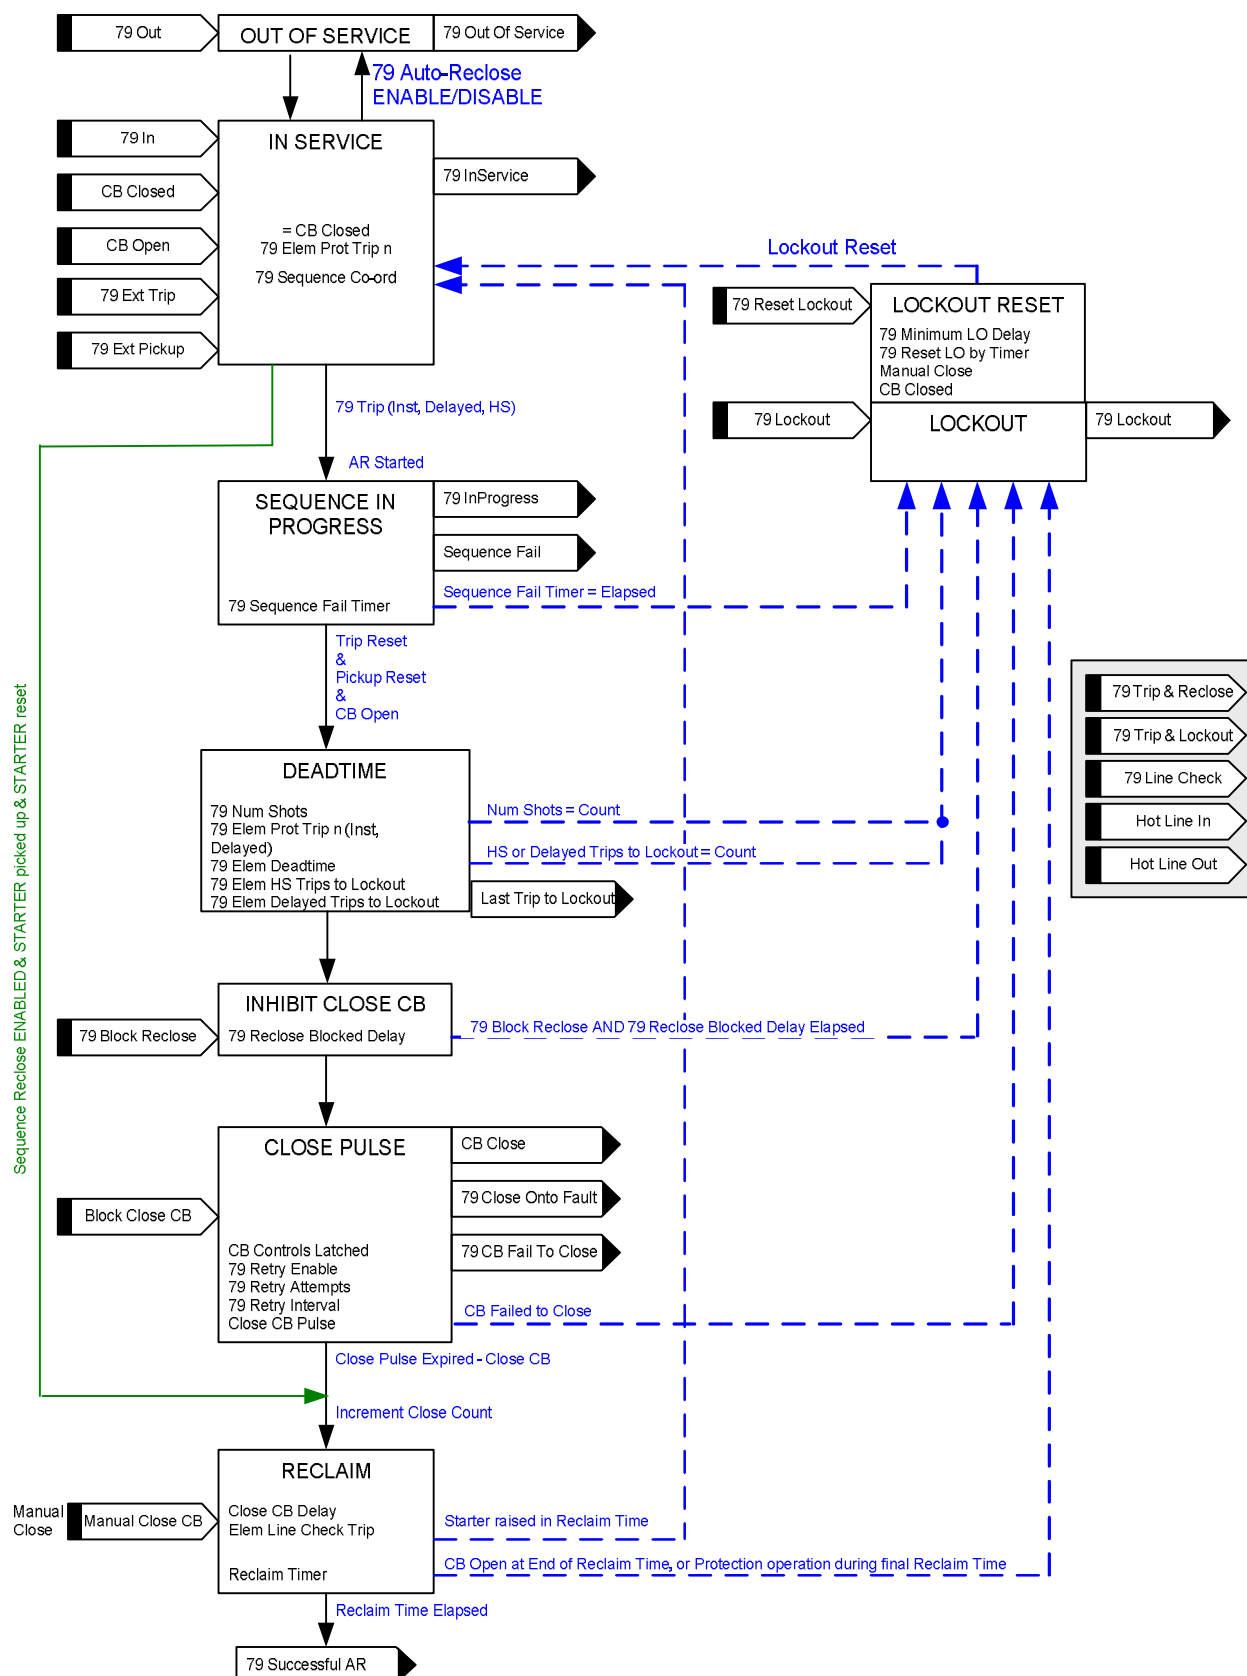 79 Out
OUT OF SERVICE
79 Out Of Service
79 Auto-Reclose
ENABLE/DISABLE
79 In
IN SERVICE
79 InService
CB Closed
= CB Closed
79 Elem Prot Trip n
79 Sequence Co-ord
CB Open
79 Ext Trip
79 Ext Pickup
Lockout Reset
79 Reset Lockout
LOCKOUT RESET
79 Minimum LO Delay
79 Reset LO by Timer
Manual Close
CB Closed
79 Lockout
LOCKOUT
79 Lockout
79 Trip (Inst, Delayed, HS)
AR Started
SEQUENCE IN
PROGRESS
79 InProgress
Sequence Fail
79 Sequence Fail Timer
Sequence Fail Timer = Elapsed
Trip Reset
&
Pickup Reset
&
CB Open
Sequence Reclose ENABLED & STARTER picked up & STARTER reset
79 Trip & Reclose
79 Trip & Lockout
79 Line Check
Hot Line In
Hot Line Out
DEADTIME
79 Num Shots
79 Elem Prot Trip n (Inst,
Delayed)
79 Elem Deadtime
79 Elem HS Trips to Lockout
79 Elem Delayed Trips to Lockout
Num Shots = Count
HS or Delayed Trips to Lockout = Count
Last Trip to Lockout
INHIBIT CLOSE CB
79 Block Reclose
79 Reclose Blocked Delay
79 Block Reclose AND 79 Reclose Blocked Delay Elapsed
CLOSE PULSE
CB Close
79 Close Onto Fault
79 CB Fail To Close
Block Close CB
CB Controls Latched
79 Retry Enable
79 Retry Attempts
79 Retry Interval
Close CB Pulse
CB Failed to Close
Close Pulse Expired - Close CB
Increment Close Count
RECLAIM
Manual
Close
Manual Close CB
Close CB Delay
Elem Line Check Trip
Reclaim Timer
Starter raised in Reclaim Time
CB Open at End of Reclaim Time, or Protection operation during final Reclaim Time
Reclaim Time Elapsed
79 Successful AR